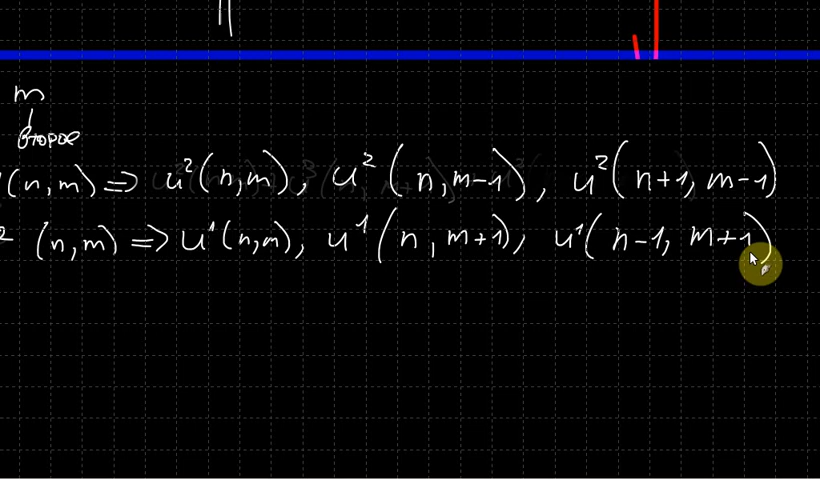 m
второе
(n,m) => u²(n,m), u²(n,m-1), u²(n+1,m-1)
² (n,m) => u¹(n,m), u¹(n,m+1), u¹(n-1,m+1)